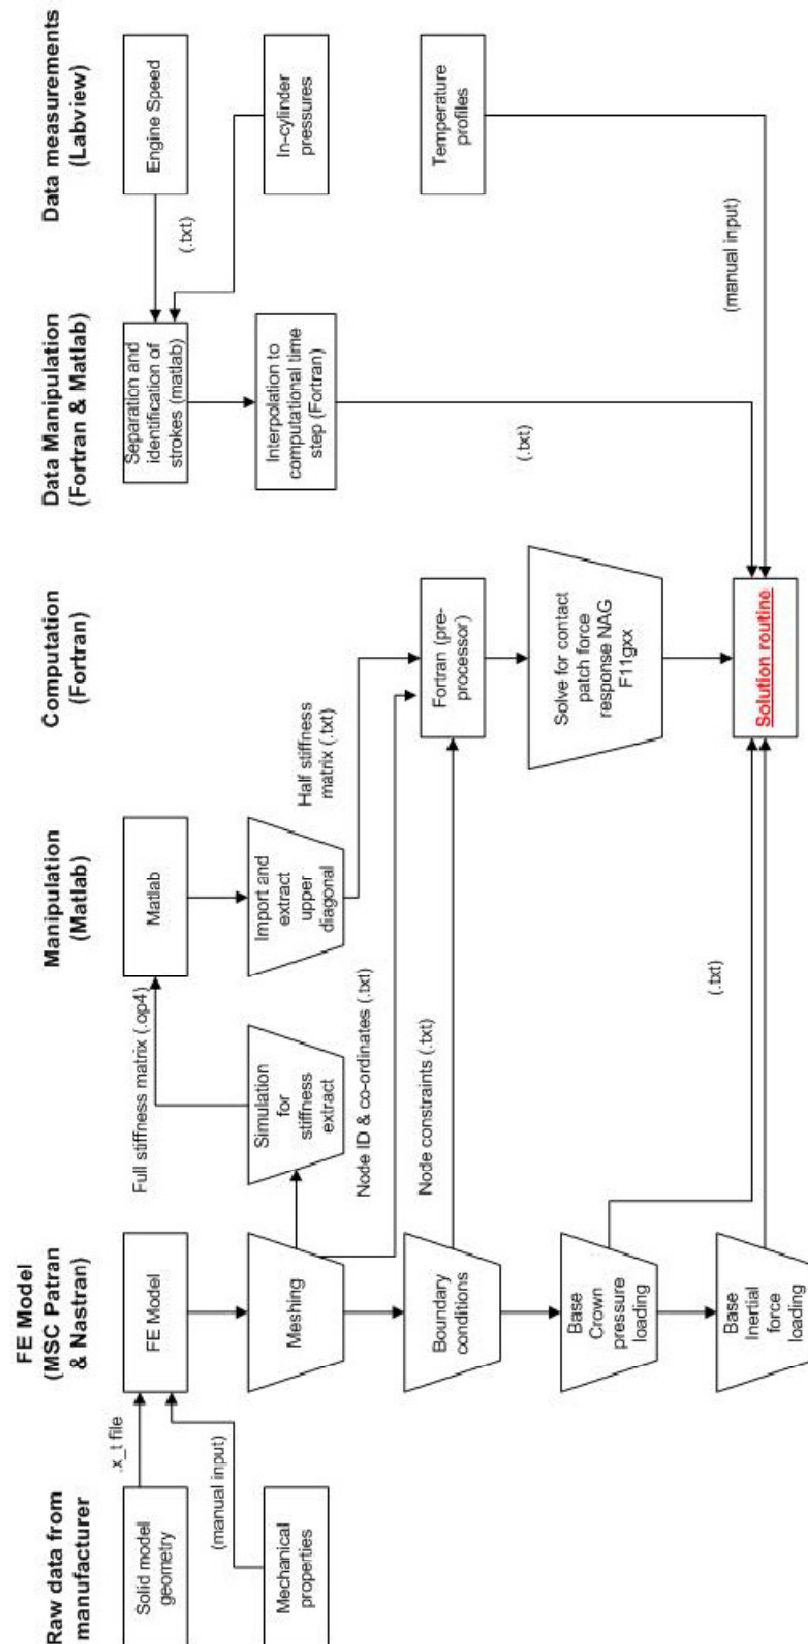 Raw data from
manufacturer
Solid model
geometry
Mechanical
properties
.x_t file
(manual input)
FE Model
(MSC Patran
& Nastran)
FE Model
Meshing
Boundary
conditions
Base
Crown
pressure
loading
Base
Inertial
force
loading
Full stiffness matrix (.op4)
Simulation
for
stiffness
extract
Node ID & co-ordinates (.txt)
Node constraints (.txt)
(.txt)
Manipulation
(Matlab)
Matlab
Import and
extract
upper
diagonal
Half stiffness
matrix (.txt)
Computation
(Fortran)
Fortran (pre-
processor)
Solve for contact
patch force
response NAG
F11gxx
Solution routine
Data Manipulation
(Fortran & Matlab)
Separation and
identification of
strokes (matlab)
Interpolation to
computational time
step (Fortran)
(.txt)
Data measurements
(Labview)
Engine Speed
(.txt)
In-cylinder
pressures
Temperature
profiles
(manual input)